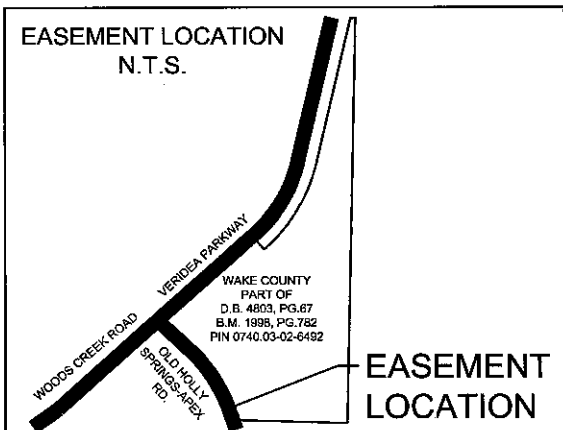 EASEMENT LOCATION
N.T.S.
VERIDEA PARKWAY
WAKE COUNTY
PART OF
D.B. 4803, PG.67
B.M. 1998, PG.782
PIN 0740.03-02-6492
WOODS CREEK ROAD
OLD HOLLY
SPRINGS-APEX
RD.
EASEMENT
LOCATION